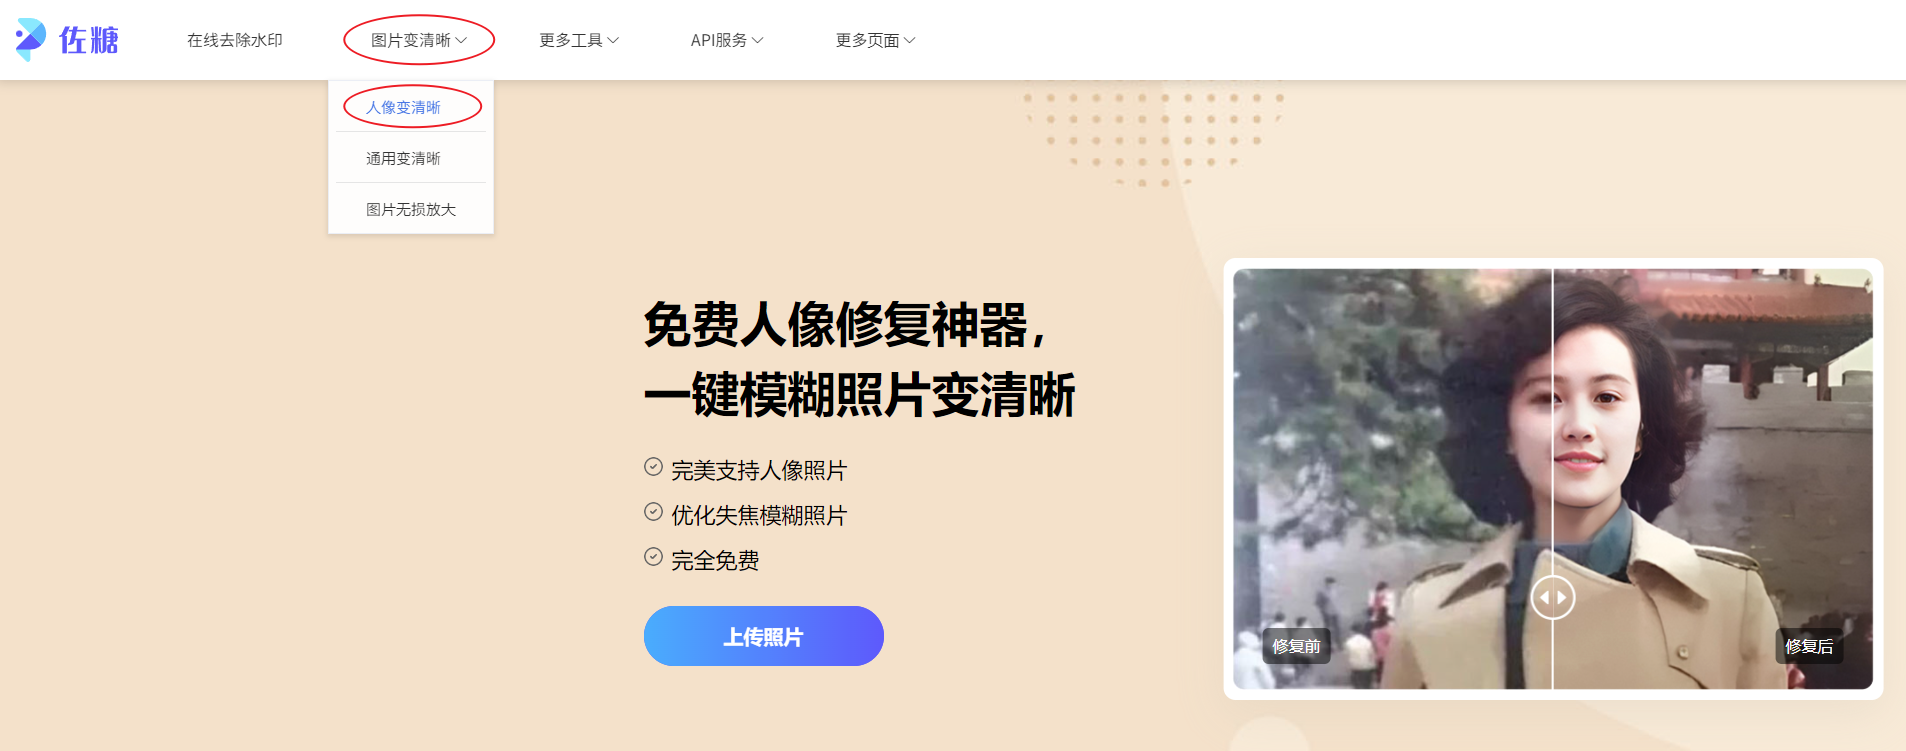 佐糖
在线去除水印
图片变清晰
更多工具
API服务
更多页面
人像变清晰
通用变清晰
图片无损放大
免费人像修复神器，
一键模糊照片变清晰
完美支持人像照片
优化失焦模糊照片
完全免费
上传照片
修复前
修复后